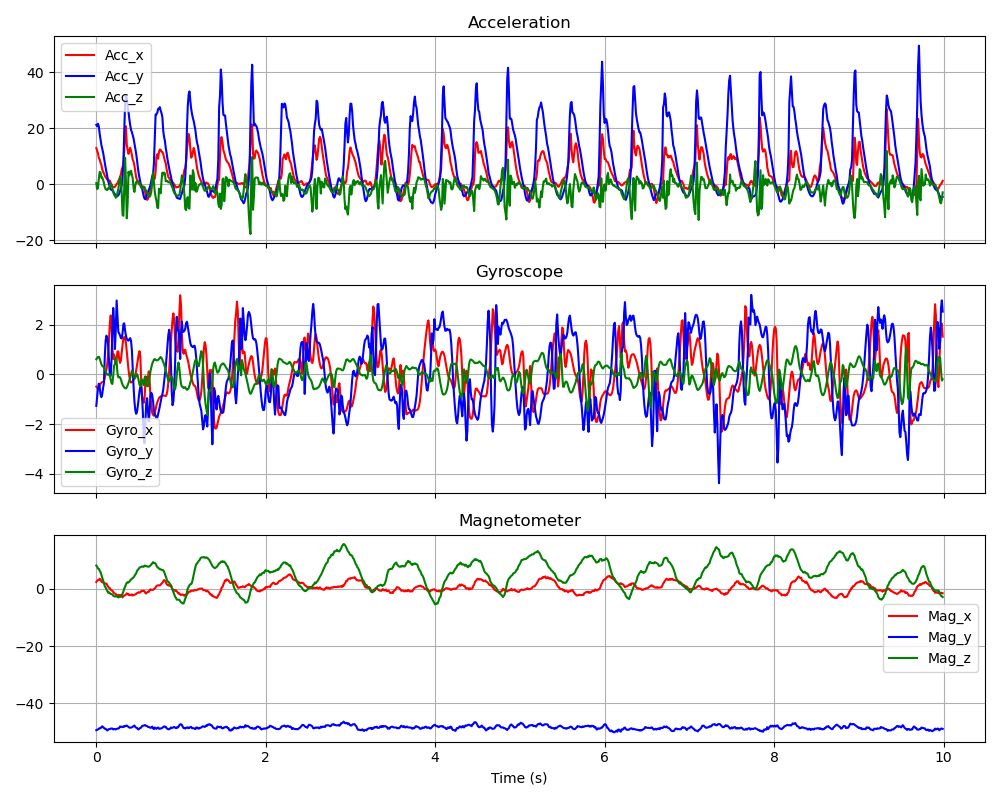 Acceleration
Acc_x
Acc_y
Acc_z
40
20
0
−20
Gyroscope
2
0
−2
−4
Gyro_x
Gyro_y
Gyro_z
Magnetometer
0
−20
−40
Mag_x
Mag_y
Mag_z
0 2 4 6 8 10
Time (s)